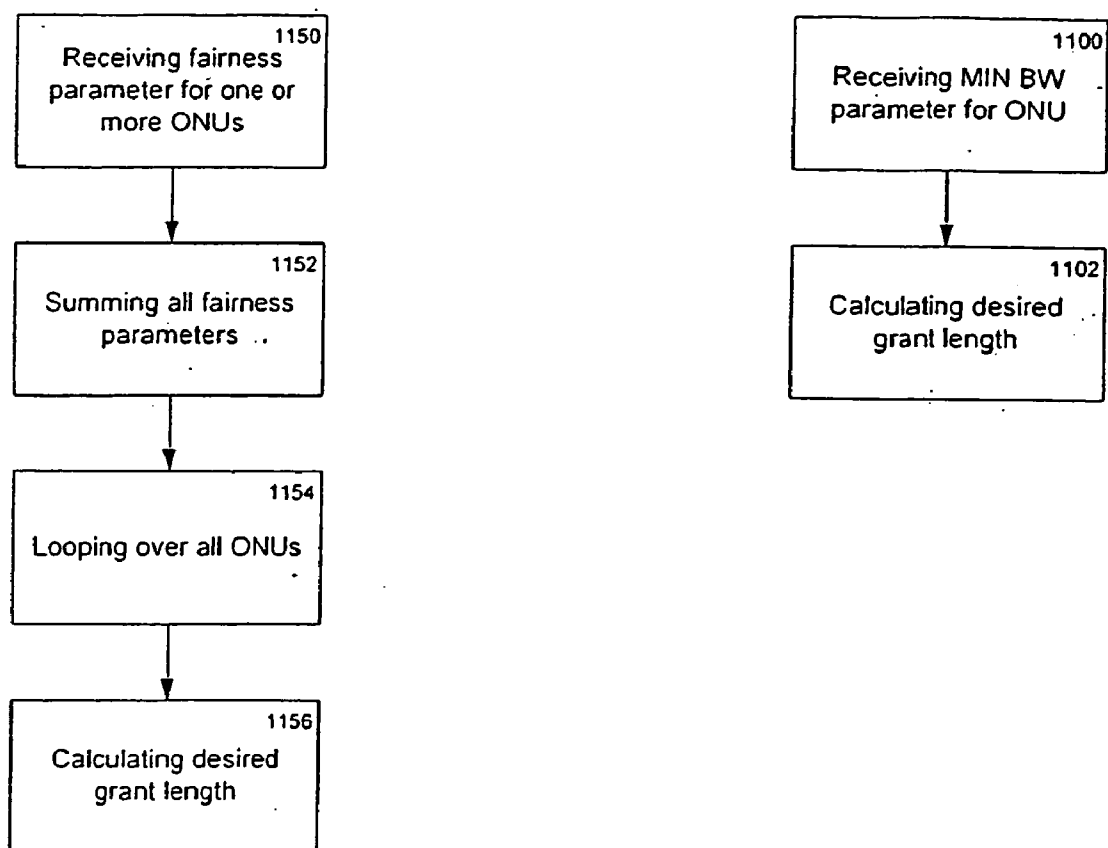 1150
Receiving fairness
parameter for one or
more ONUs
1152
Summing all fairness
parameters
1154
Looping over all ONUs
1156
Calculating desired
grant length
1100
Receiving MIN BW
parameter for ONU
1102
Calculating desired
grant length